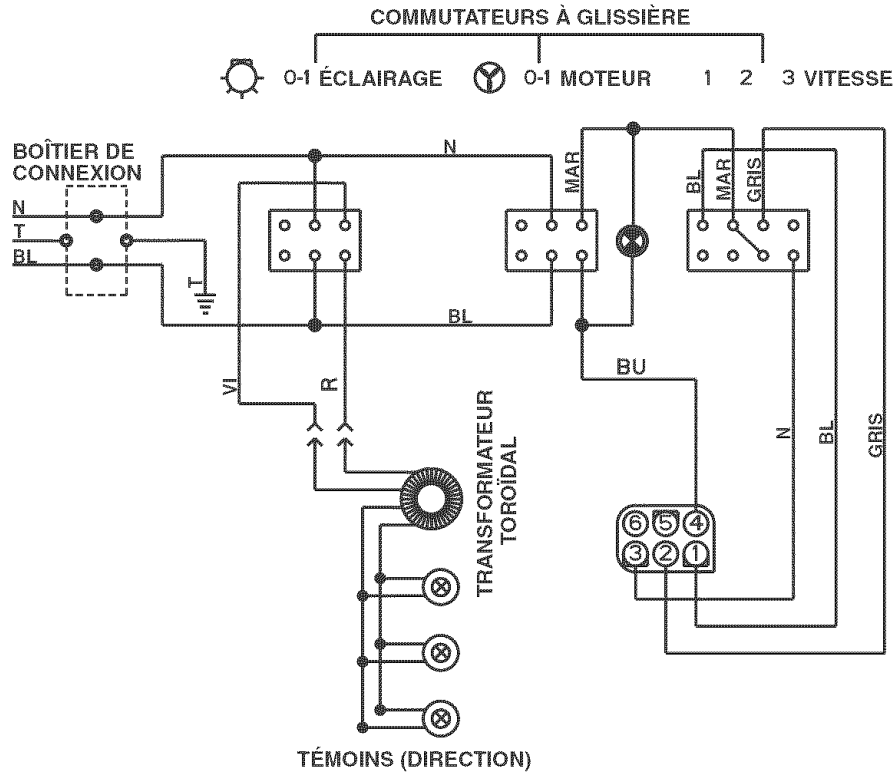 COMMUTATEURS À GLISSIÈRE
0-1 ÉCLAIRAGE
0-1 MOTEUR
1 2 3 VITESSE
BOÎTIER DE
CONNEXION
N
T
BL
T
N
MAR
BL
MAR
GRIS
BL
VI
R
BU
N
BL
GRIS
TRANSFORMATEUR
TOROÏDAL
6 5 4
3 2 1
TÉMOINS (DIRECTION)